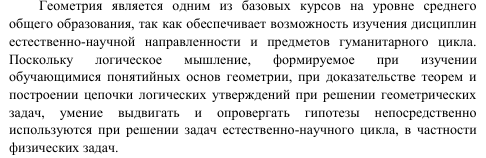 Геометрия является одним из базовых курсов на уровне среднего
общего образования, так как обеспечивает возможность изучения дисциплин
естественно-научной направленности и предметов гуманитарного цикла.
Поскольку логическое мышление, формируемое при изучении
обучающимися понятийных основ геометрии, при доказательстве теорем и
построении цепочки логических утверждений при решении геометрических
задач, умение выдвигать и опровергать гипотезы непосредственно
используются при решении задач естественно-научного цикла, в частности
физических задач.